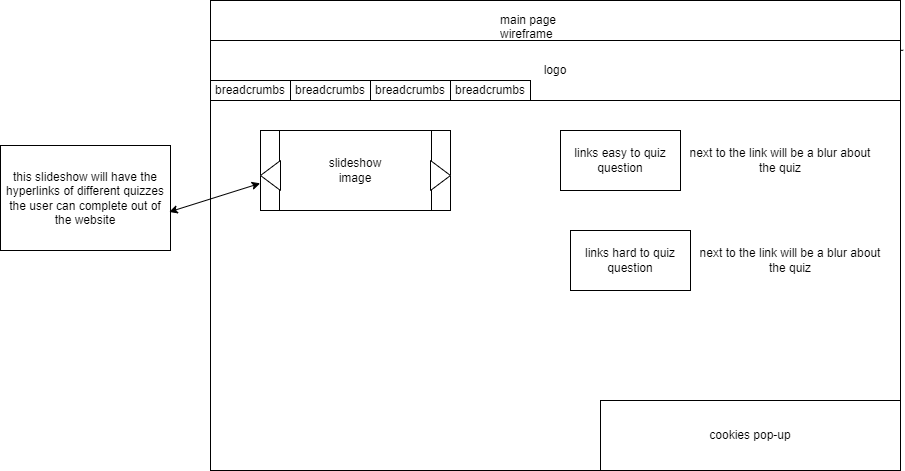 main page
wireframe
logo
breadcrumbs breadcrumbs breadcrumbs breadcrumbs
this slideshow will have the
hyperlinks of different quizzes
the user can complete out of
the website
slideshow
image
links easy to quiz
question
next to the link will be a blur about
the quiz
links hard to quiz
question
next to the link will be a blur about
the quiz
cookies pop-up